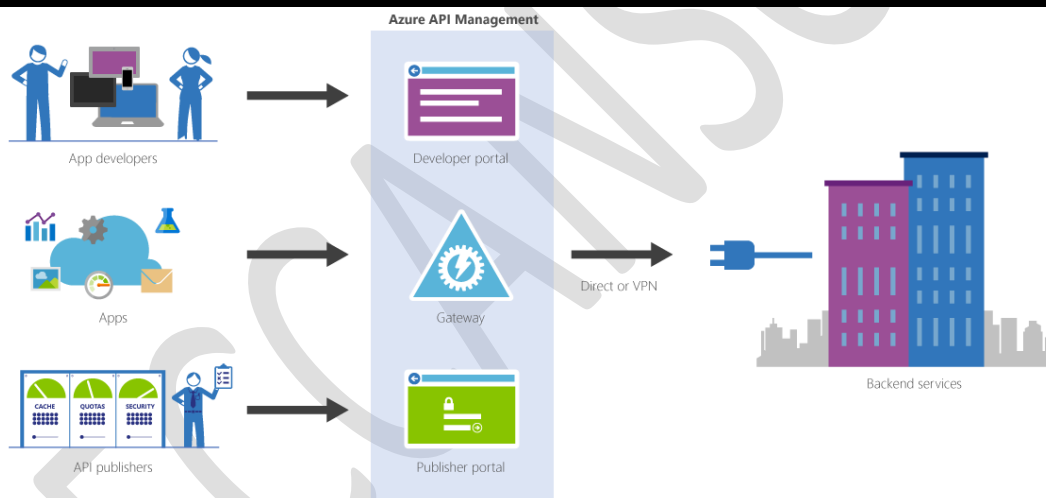 Azure API Management
App developers
Developer portal
Apps
Gateway
Direct or VPN
Backend services
CACHE
QUOTAS
SECURITY
API publishers
Publisher portal